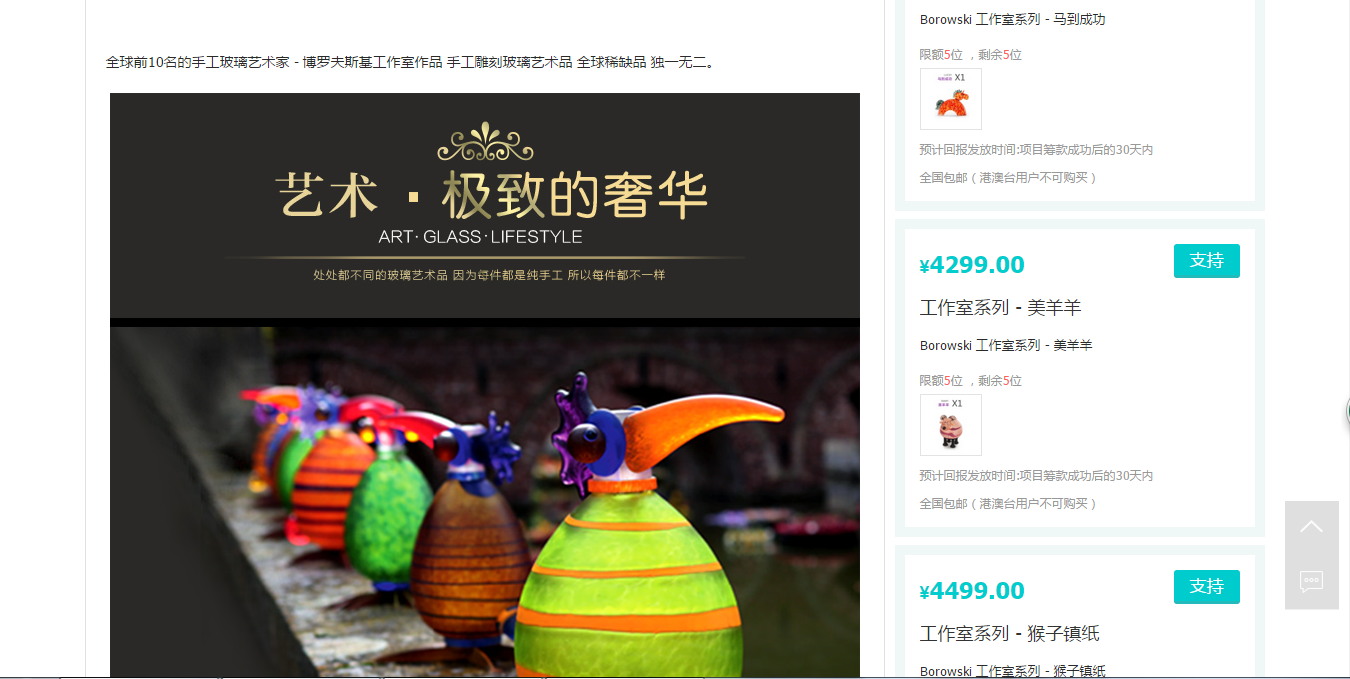 全球前10名的手工玻璃艺术家 - 博罗夫斯基工作室作品 手工雕刻玻璃艺术品 全球稀缺品 独一无二。
艺术 · 极致的奢华
ART· GLASS·LIFESTYLE
处处都不同的玻璃艺术品 因为每件都是纯手工 所以每件都不一样
Borowski 工作室系列 - 马到成功
限额5位 ，剩余5位
X1
预计回报发放时间:项目筹款成功后的30天内
全国包邮 ( 港澳台用户不可购买 )
¥4299.00
支持
工作室系列 - 美羊羊
Borowski 工作室系列 - 美羊羊
限额5位 ，剩余5位
X1
预计回报发放时间:项目筹款成功后的30天内
全国包邮 ( 港澳台用户不可购买 )
¥4499.00
支持
工作室系列 - 猴子镇纸
Borowski 工作室系列 - 猴子镇纸